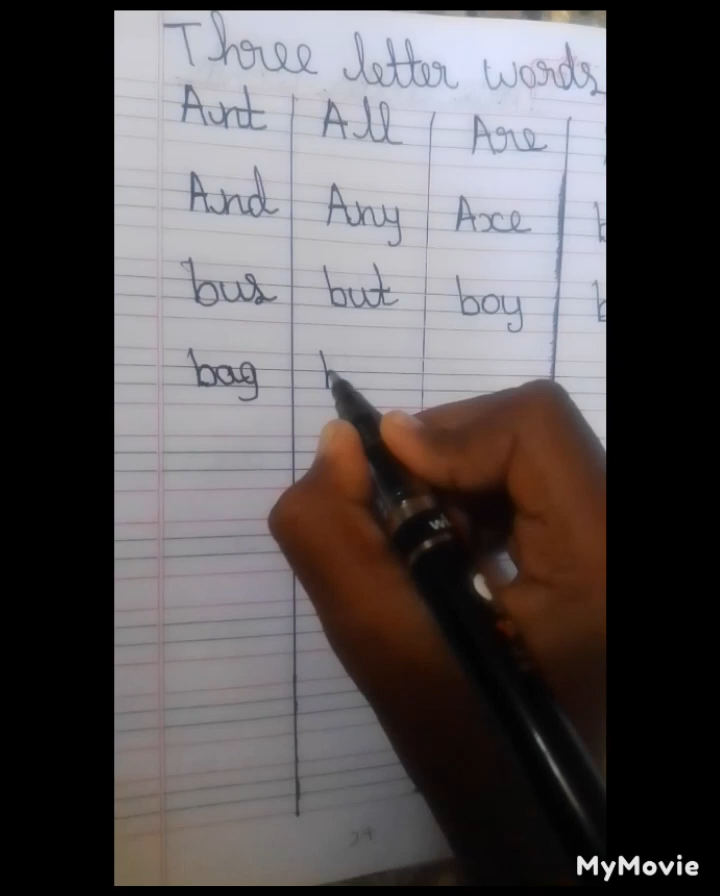 Three letter words
Ant All Are
And Any Axe
bus but boy
bag
MyMovie